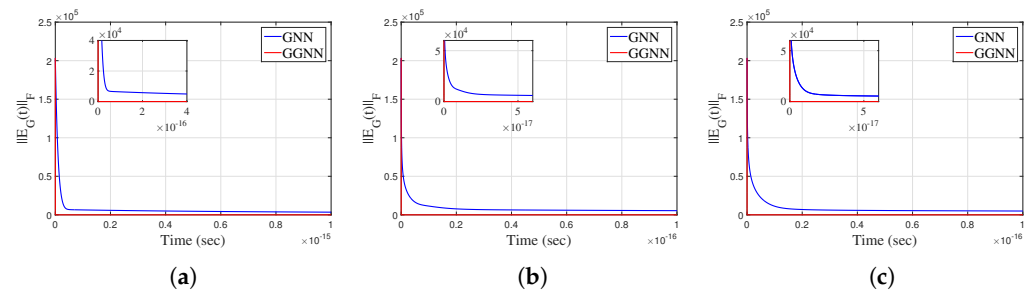 ×10^5
2.5
2
1.5
1
0.5
0
||E_G(t)||_F
GNN
GGNN
×10^4
4
2
0
0 2 4
×10^-16
0 0.2 0.4 0.6 0.8 1
Time (sec)
×10^-15
(a)
×10^5
2.5
2
1.5
1
0.5
0
||E_G(t)||_F
GNN
GGNN
×10^4
5
0
0 5
×10^-17
0 0.2 0.4 0.6 0.8 1
Time (sec)
×10^-16
(b)
×10^5
2.5
2
1.5
1
0.5
0
||E_G(t)||_F
GNN
GGNN
×10^4
5
0
0 5
×10^-17
0 0.2 0.4 0.6 0.8 1
Time (sec)
×10^-16
(c)